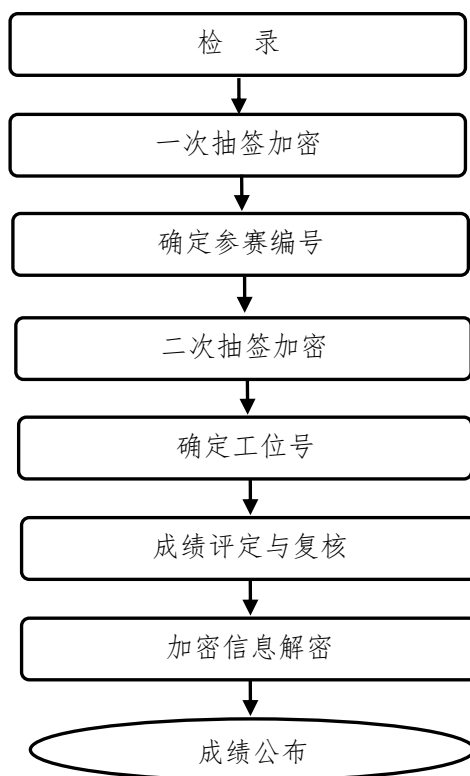 检 录
一次抽签加密
确定参赛编号
二次抽签加密
确定工位号
成绩评定与复核
加密信息解密
成绩公布